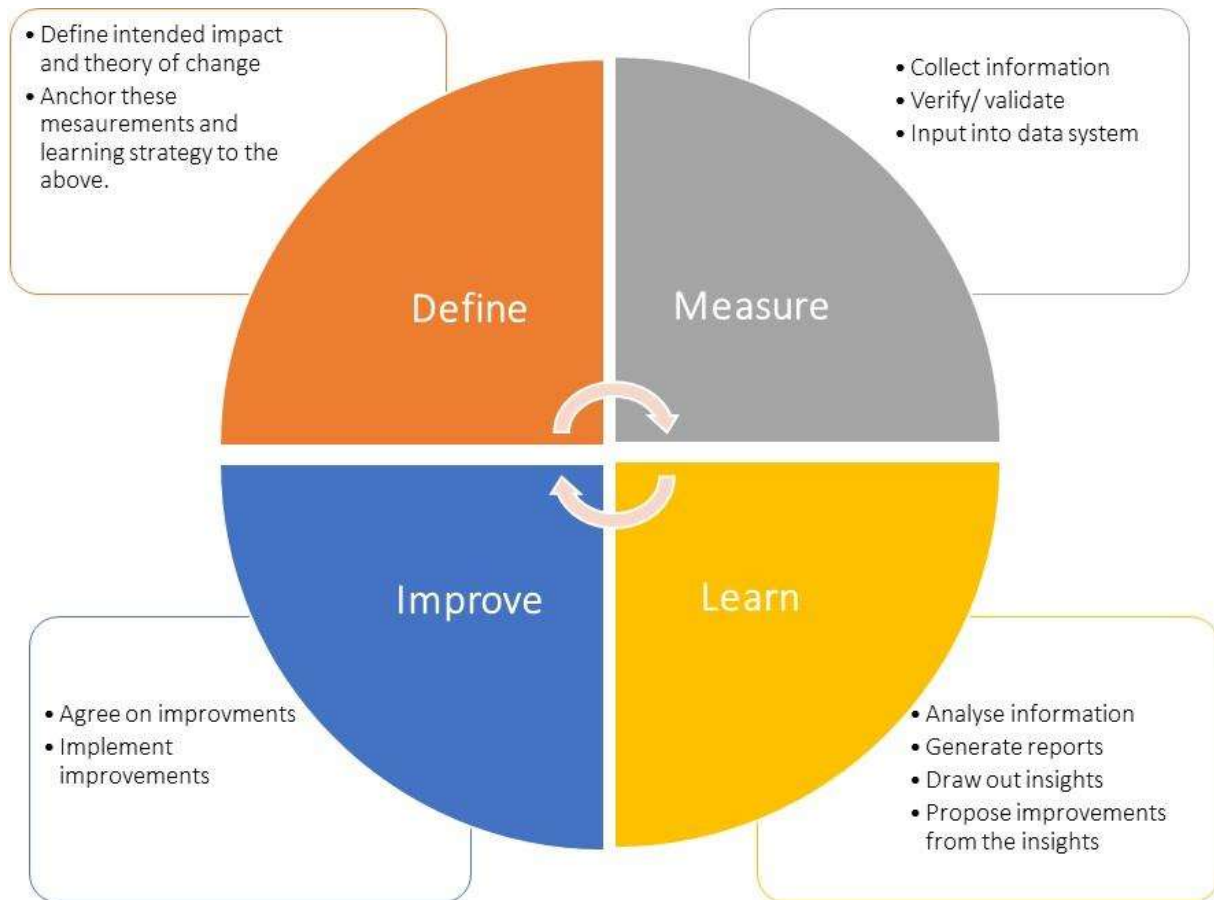 • Define intended impact
and theory of change
• Anchor these
mesaurements and
learning strategy to the
above.
• Collect information
• Verify/ validate
• Input into data system
Define
Measure
Improve
Learn
• Agree on improvments
• Implement
improvements
• Analyse information
• Generate reports
• Draw out insights
• Propose improvements
from the insights